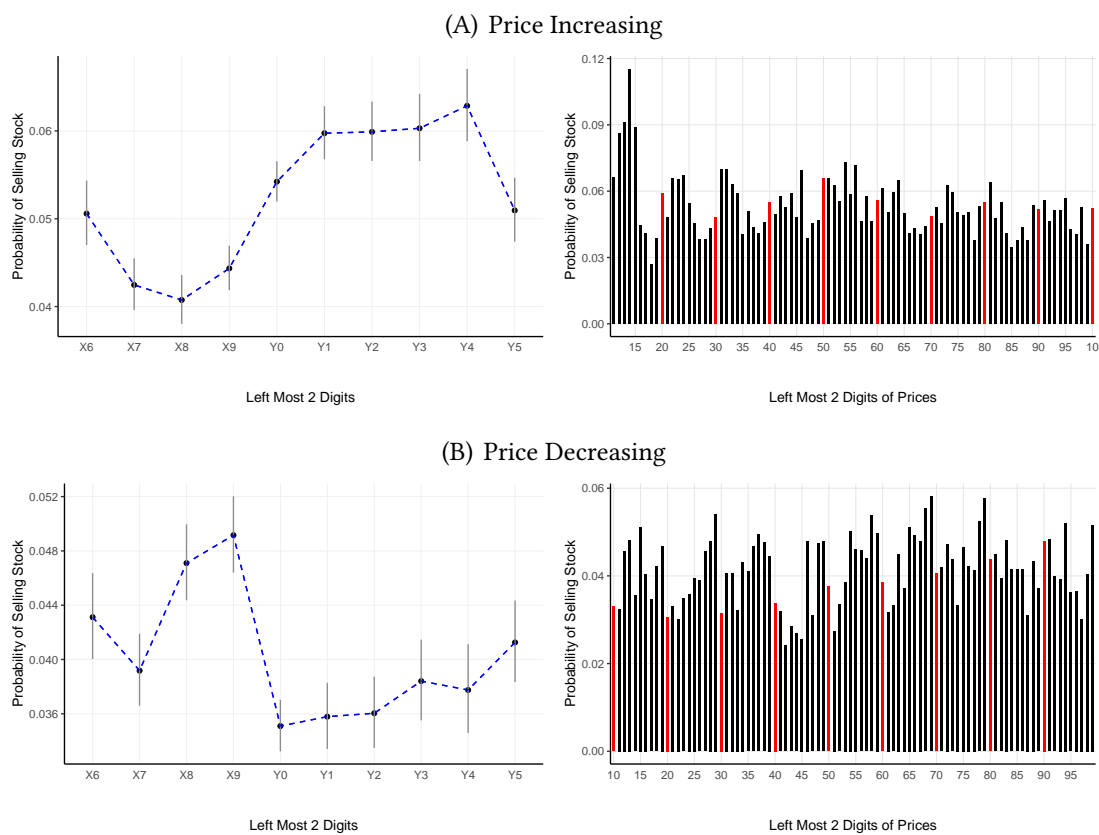 (A) Price Increasing
Probability of Selling Stock
0.06
0.05
0.04
X6 X7 X8 X9 Y0 Y1 Y2 Y3 Y4 Y5
Left Most 2 Digits
Probability of Selling Stock
0.12
0.09
0.06
0.03
0.00
15 20 25 30 35 40 45 50 55 60 65 70 75 80 85 90 95 10
Left Most 2 Digits of Prices
(B) Price Decreasing
Probability of Selling Stock
0.052
0.048
0.044
0.040
0.036
X6 X7 X8 X9 Y0 Y1 Y2 Y3 Y4 Y5
Left Most 2 Digits
Probability of Selling Stock
0.06
0.04
0.02
0.00
10 15 20 25 30 35 40 45 50 55 60 65 70 75 80 85 90 95
Left Most 2 Digits of Prices